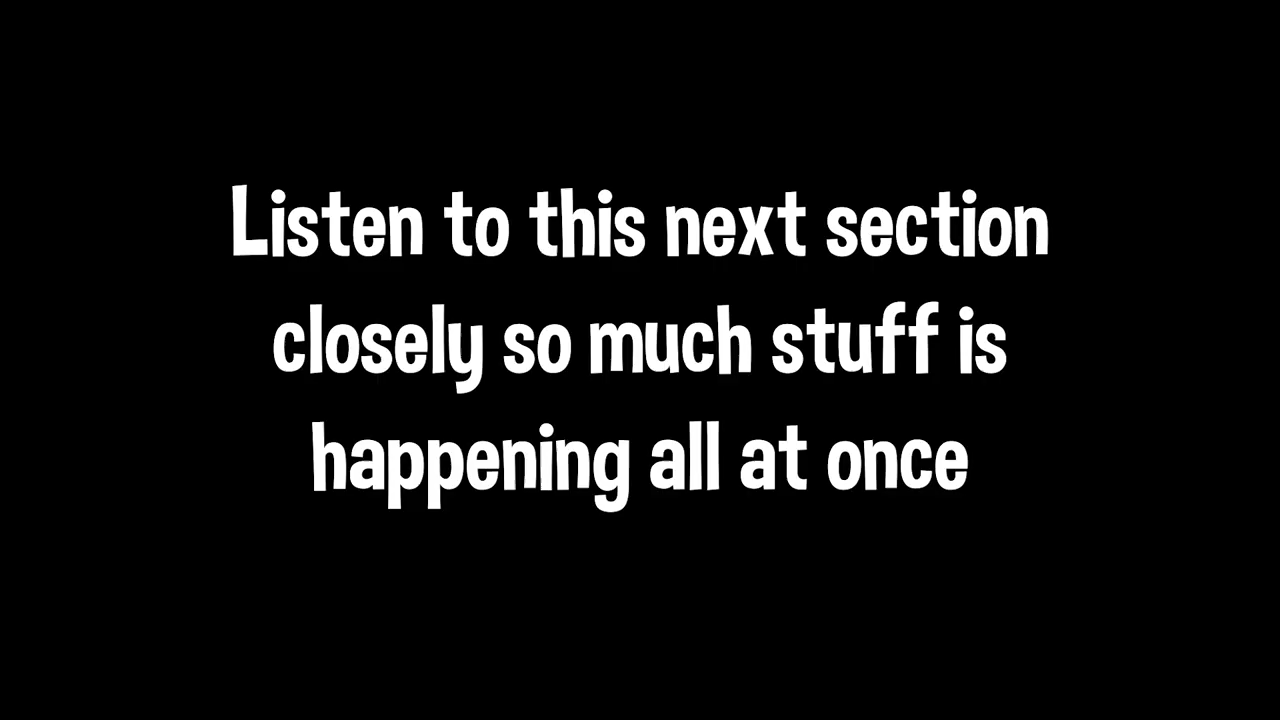 Listen to this next section
closely so much stuff is
happening all at once